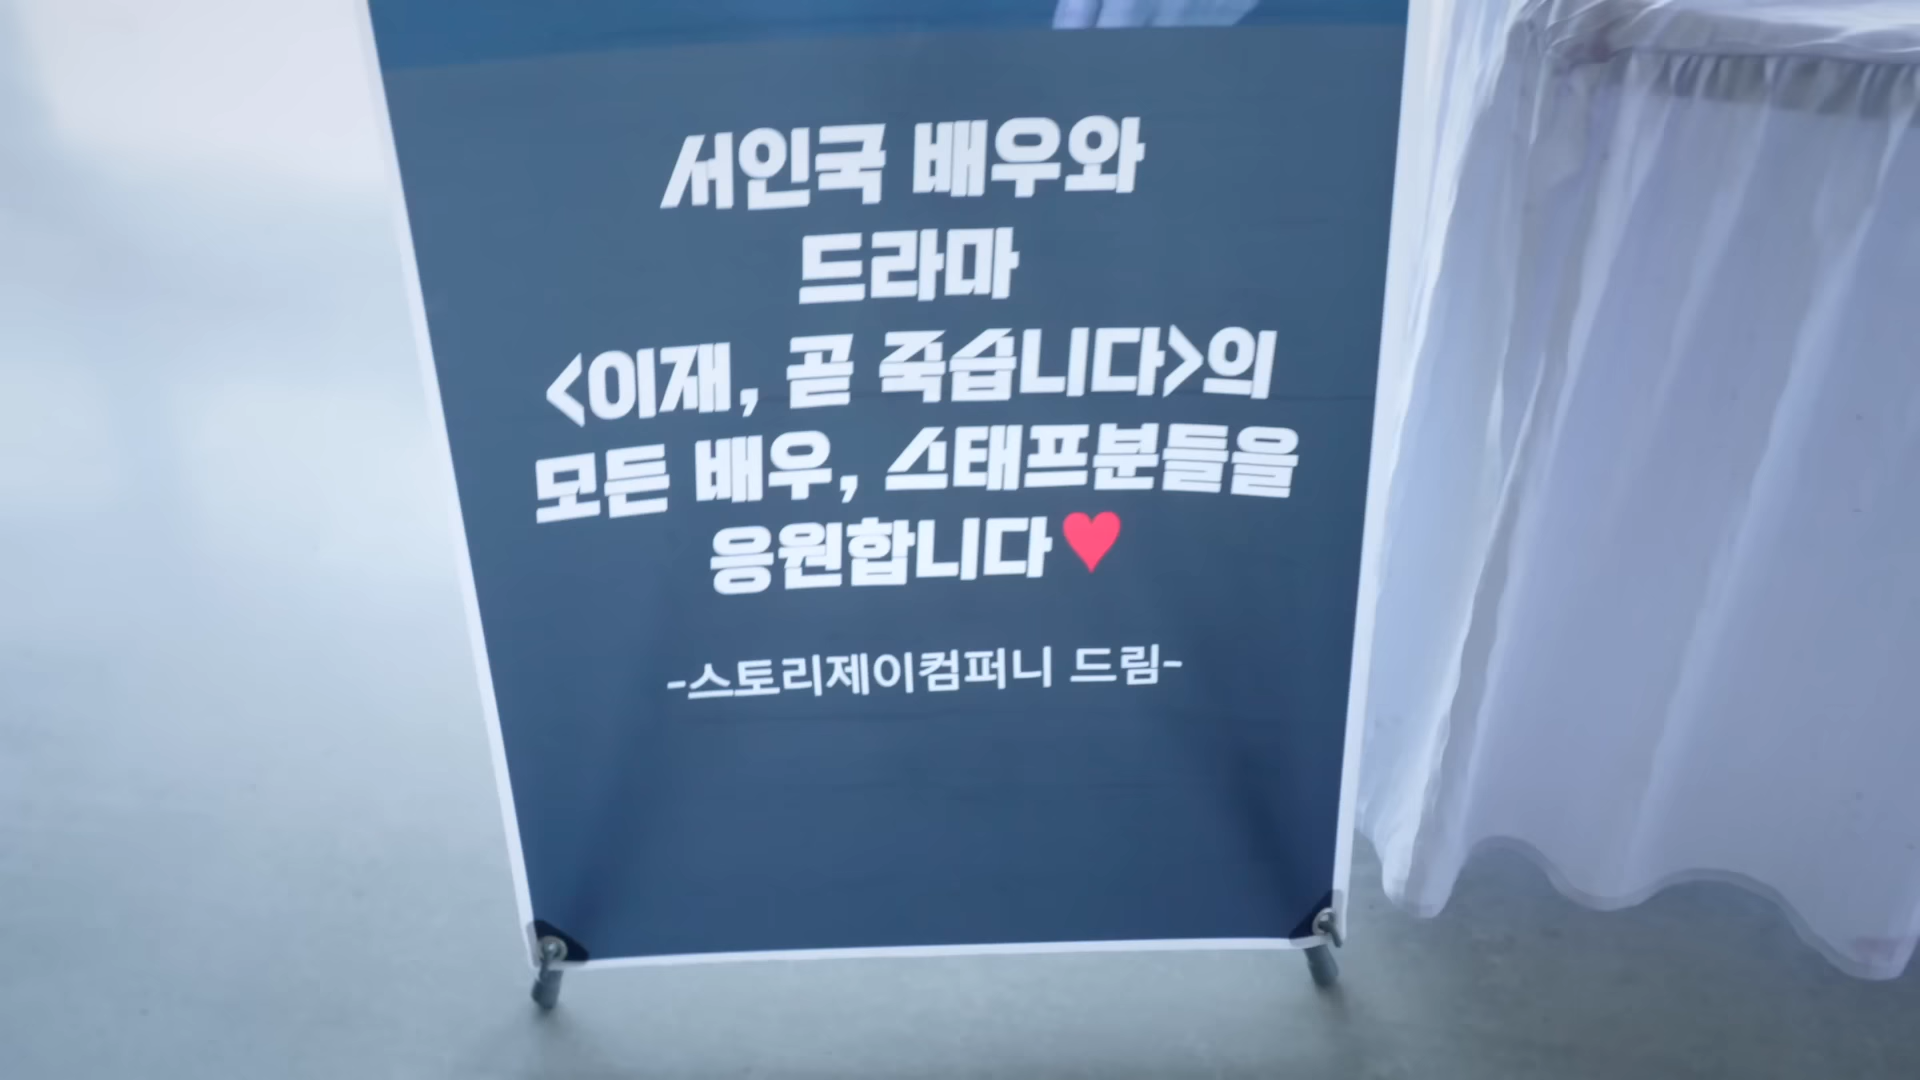 서인국 배우와
드라마
<이재, 곧 죽습니다>의
모든 배우, 스태프분들을
응원합니다♥
-스토리제이컴퍼니 드림-